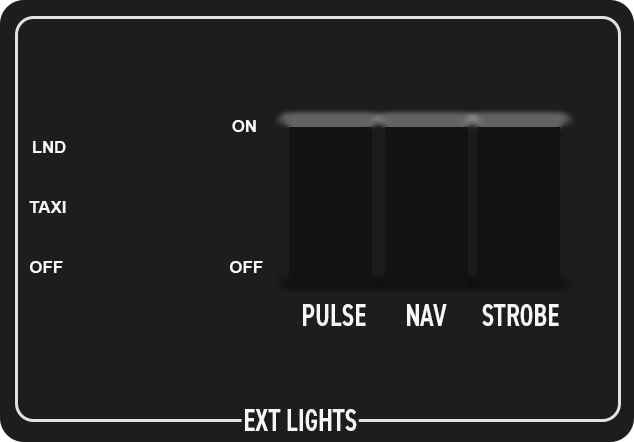 ON
LND
TAXI
OFF
OFF
PULSE
NAV
STROBE
EXT LIGHTS